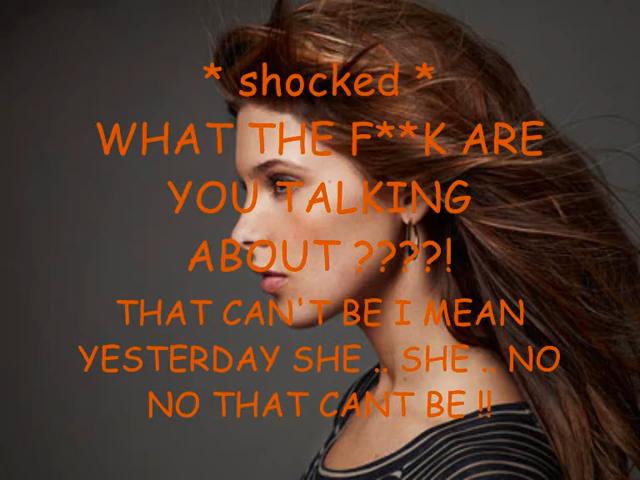 * shocked *
WHAT THE F**K ARE
YOU TALKING
ABOUT ????!
THAT CAN'T BE I MEAN
YESTERDAY SHE .. SHE .. NO
NO THAT CANT BE !!